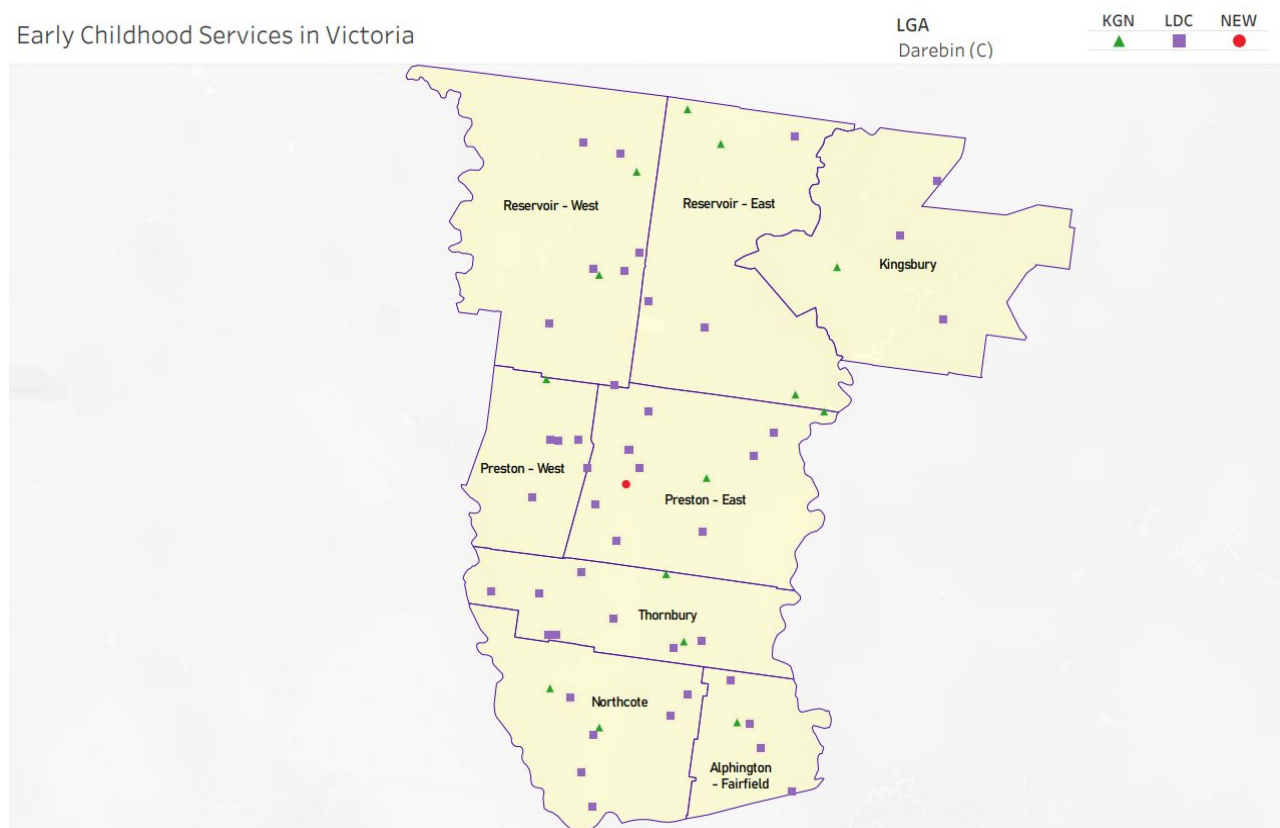 Early Childhood Services in Victoria
LGA
Darebin (C)
KGN LDC NEW
Reservoir - West
Reservoir - East
Kingsbury
Preston - West
Preston - East
Thornbury
Northcote
Alphington
- Fairfield